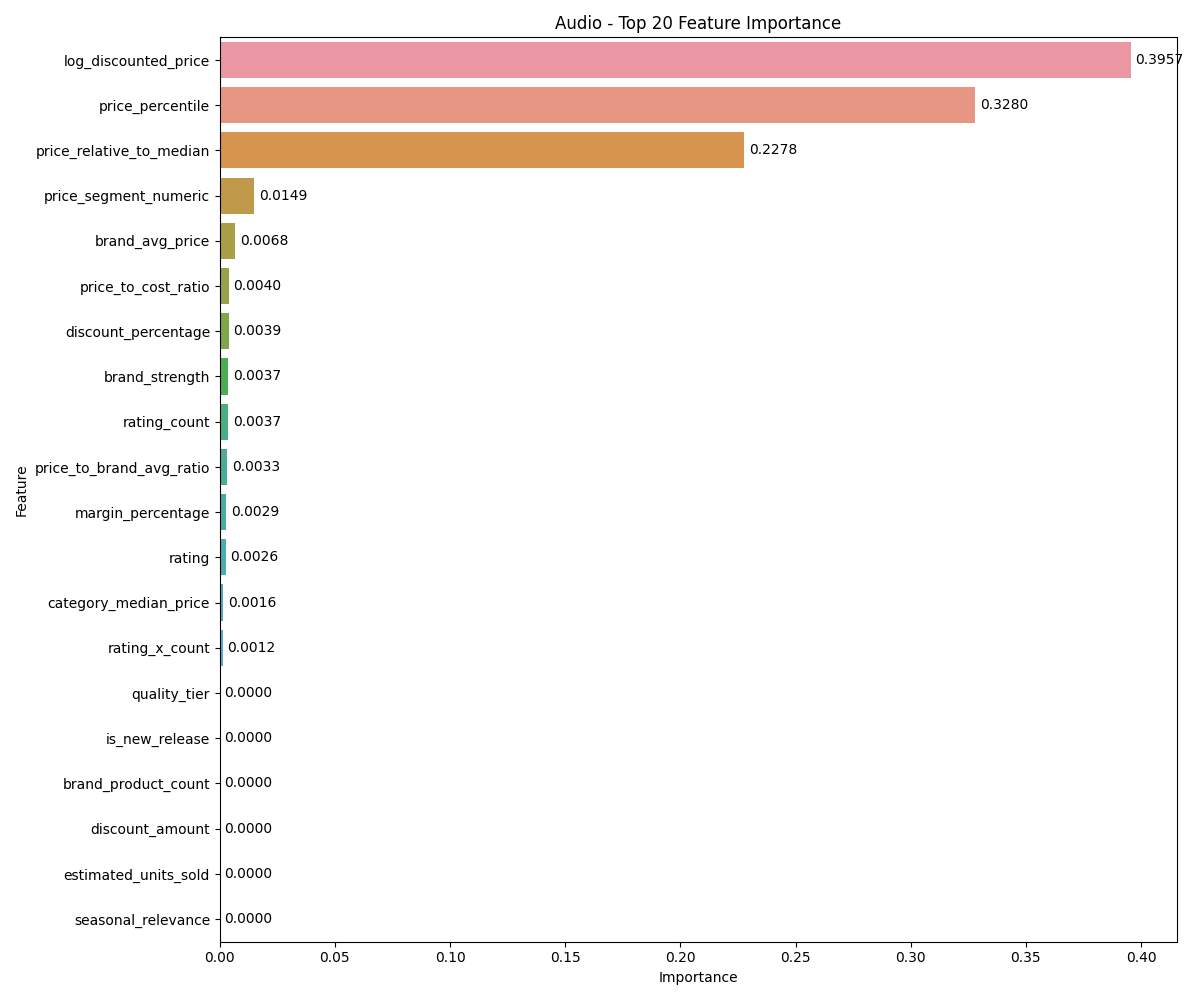 Audio - Top 20 Feature Importance
log_discounted_price 0.3957
price_percentile 0.3280
price_relative_to_median 0.2278
price_segment_numeric 0.0149
brand_avg_price 0.0068
price_to_cost_ratio 0.0040
discount_percentage 0.0039
brand_strength 0.0037
rating_count 0.0037
price_to_brand_avg_ratio 0.0033
margin_percentage 0.0029
rating 0.0026
category_median_price 0.0016
rating_x_count 0.0012
quality_tier 0.0000
is_new_release 0.0000
brand_product_count 0.0000
discount_amount 0.0000
estimated_units_sold 0.0000
seasonal_relevance 0.0000
Feature
0.00 0.05 0.10 0.15 0.20 0.25 0.30 0.35 0.40
Importance